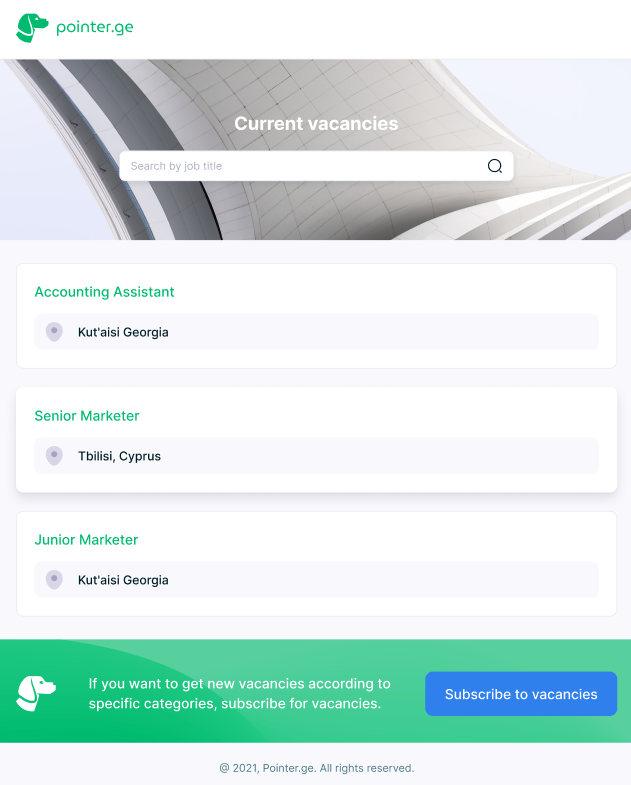 pointer.ge
Current vacancies
Search by job title
Accounting Assistant
Kut'aisi Georgia
Senior Marketer
Tbilisi, Cyprus
Junior Marketer
Kut'aisi Georgia
If you want to get new vacancies according to
specific categories, subscribe for vacancies.
Subscribe to vacancies
@ 2021, Pointer.ge. All rights reserved.